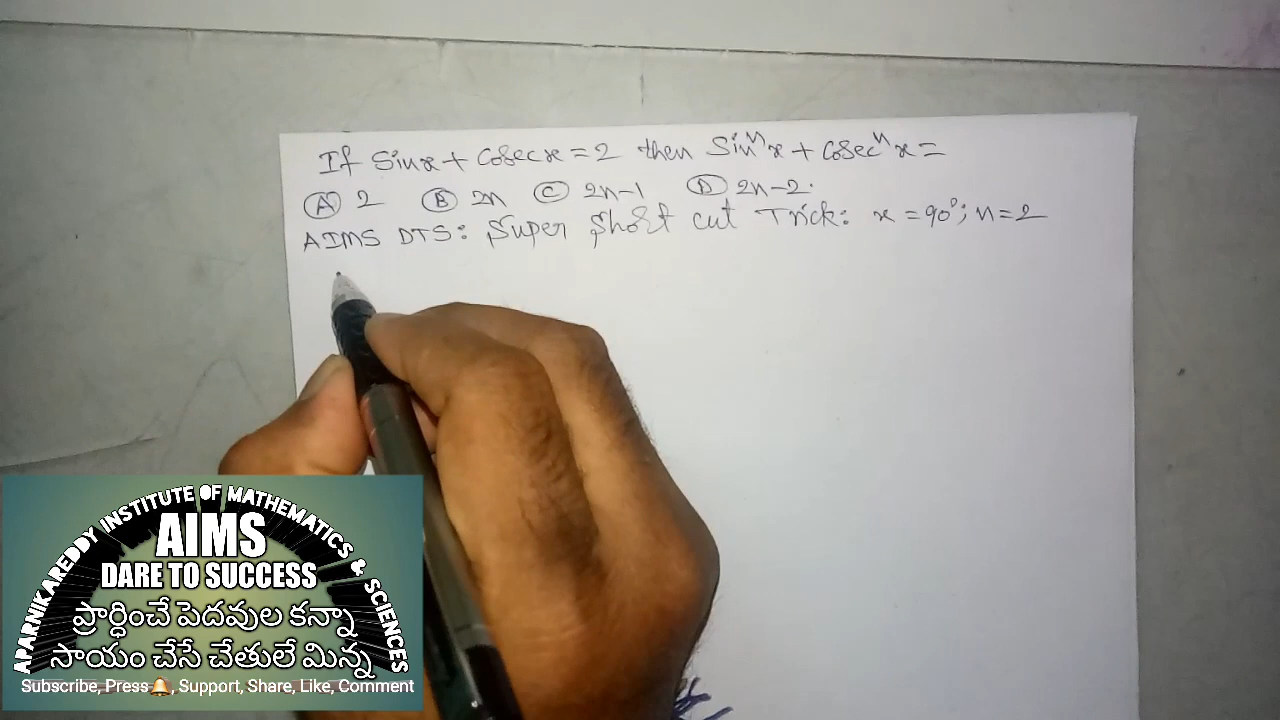 If Sinx + Cosecx = 2 then Sinⁿx + Cosecⁿx =
Ⓐ 2 Ⓑ 2n Ⓒ 2n-1 Ⓓ 2n-2.
AIMS DTS: Super Short cut Trick: x = 90°; n = 2
APARNIKAREDDY INSTITUTE OF MATHEMATICS & SCIENCES
AIMS
DARE TO SUCCESS
ప్రార్ధించే పెదవుల కన్నా
సాయం చేసే చేతులే మిన్న
Subscribe, Press🔔, Support, Share, Like, Comment